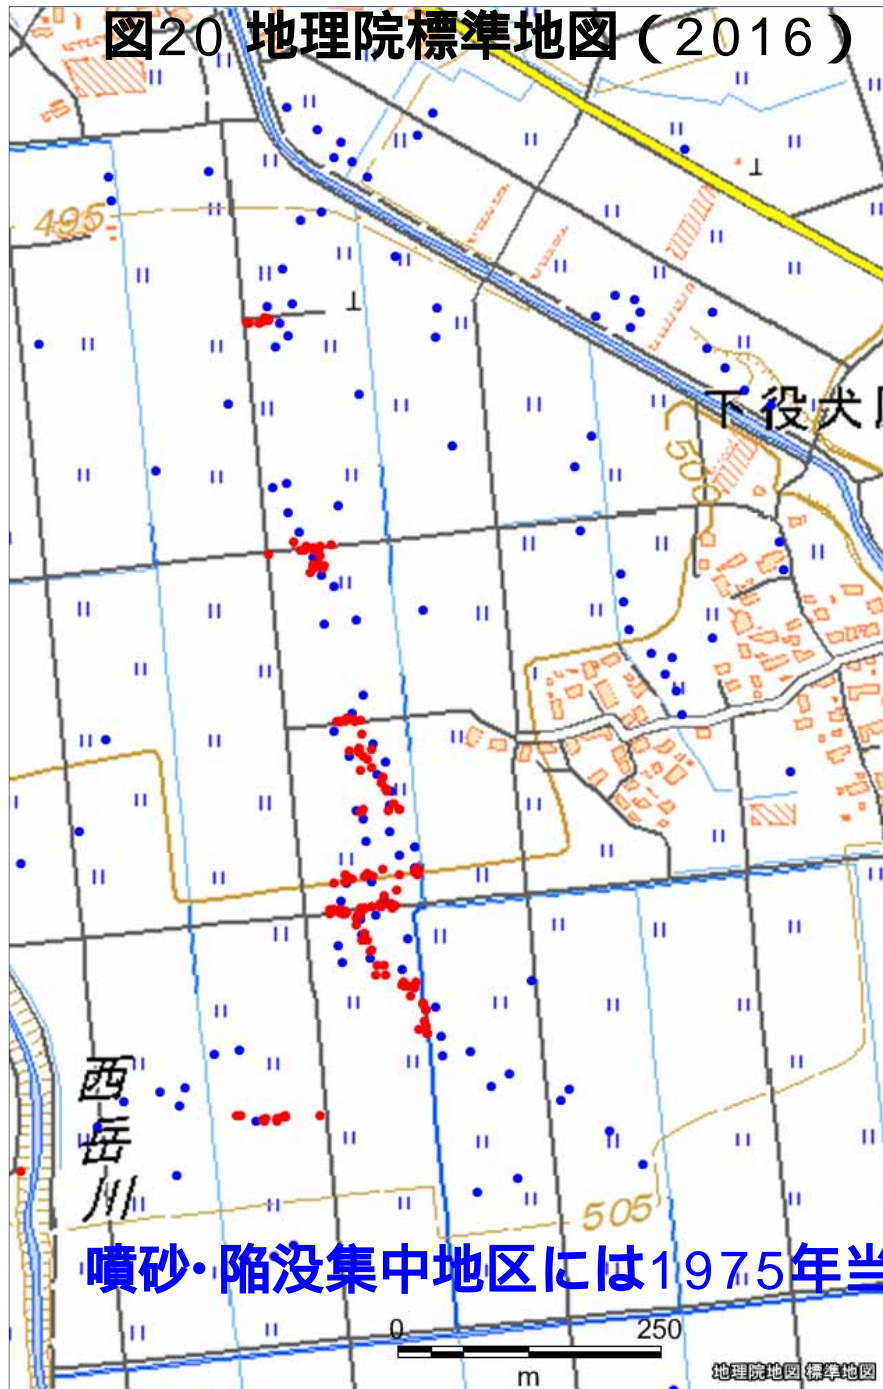 図20 地理院標準地図（2016）
495
下役犬
500
西岳川
505
噴砂・陥没集中地区には1975年当
0 250
m
地理院地図 標準地図